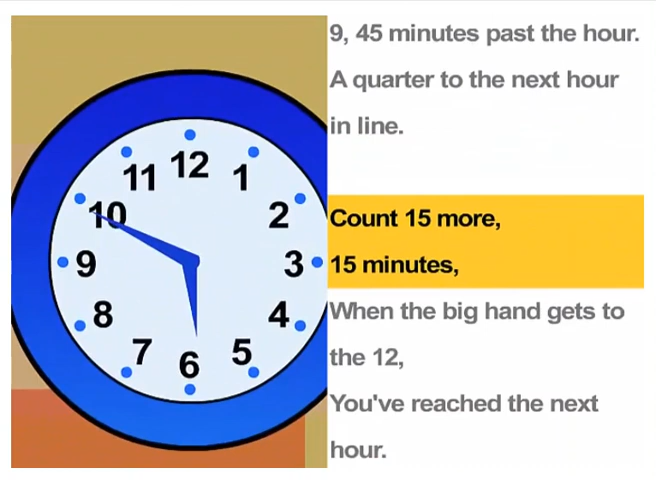 9, 45 minutes past the hour.
A quarter to the next hour
in line.
Count 15 more,
15 minutes,
When the big hand gets to
the 12,
You've reached the next
hour.
12
11
1
10
2
9
3
8
4
7
5
6